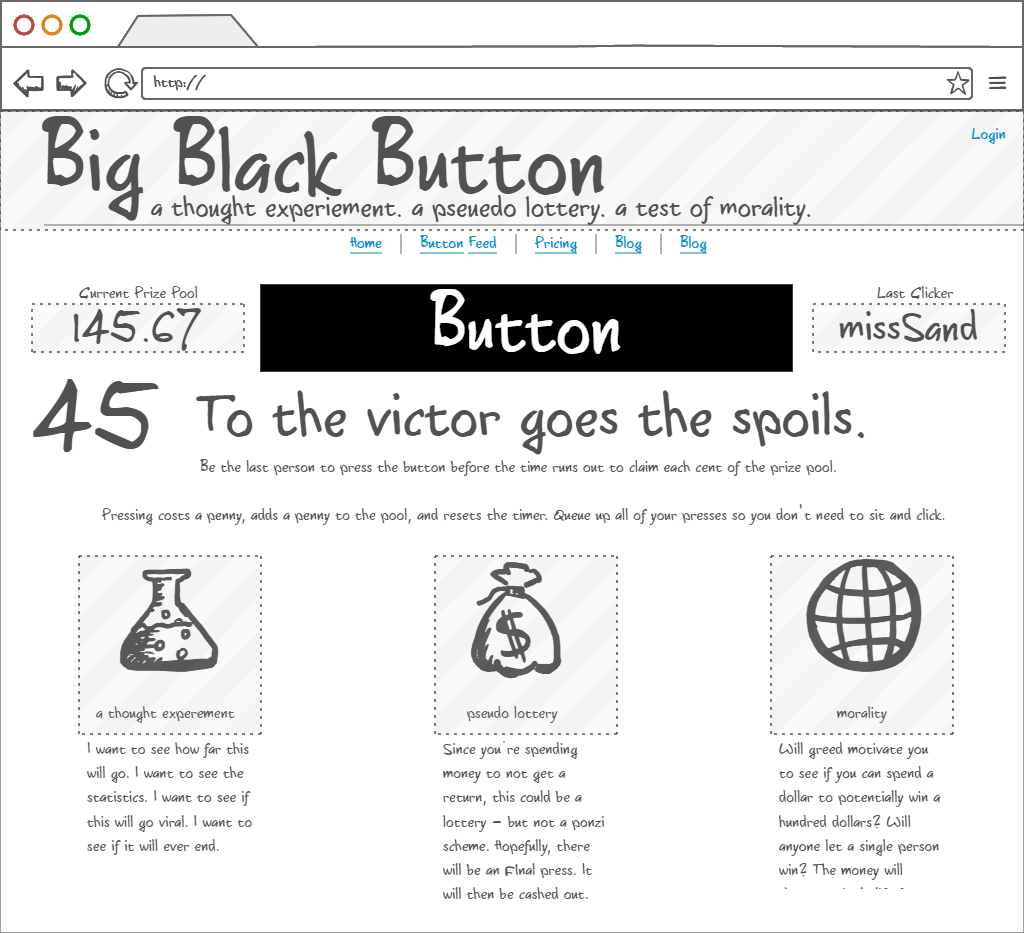 http://
Big Black Button
Login
a thought experiement. a pseuedo lottery. a test of morality.
Home | Button Feed | Pricing | Blog | Blog
Current Prize Pool
145.67
Button
Last Clicker
missSand
45
To the victor goes the spoils.
Be the last person to press the button before the time runs out to claim each cent of the prize pool.
Pressing costs a penny, adds a penny to the pool, and resets the timer. Queue up all of your presses so you don't need to sit and click.
a thought experement
I want to see how far this
will go. I want to see the
statistics. I want to see if
this will go viral. I want to
see if it will ever end.
$
pseudo lottery
Since you're spending
money to not get a
return, this could be a
lottery - but not a ponzi
scheme. Hopefully, there
will be an FInal press. It
will then be cashed out.
morality
Will greed motivate you
to see if you can spend a
dollar to potentially win a
hundred dollars? Will
anyone let a single person
win? The money will